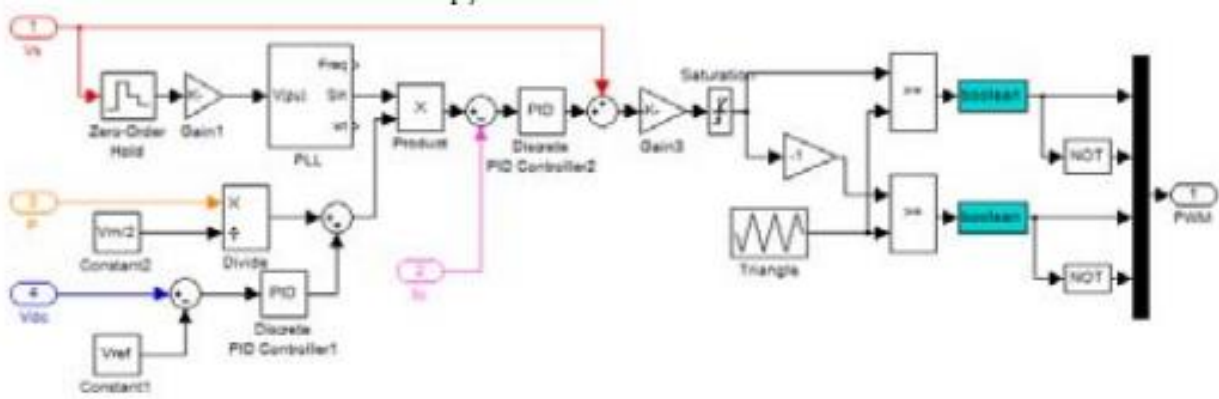 1
Vs
Zero-Order
Hold
K-
Gain1
V(pu)
Freq
Sin
wt
PLL
X
Product
PID
Discrete
PID Controller2
K-
Gain3
Saturation
-1
Triangle
>=
>=
boolean
boolean
NOT
NOT
1
PWM
3
Vm/2
Constant2
X
÷
Divide
2
4
Vdc
PID
Discrete
PID Controller1
Vref
Constant1